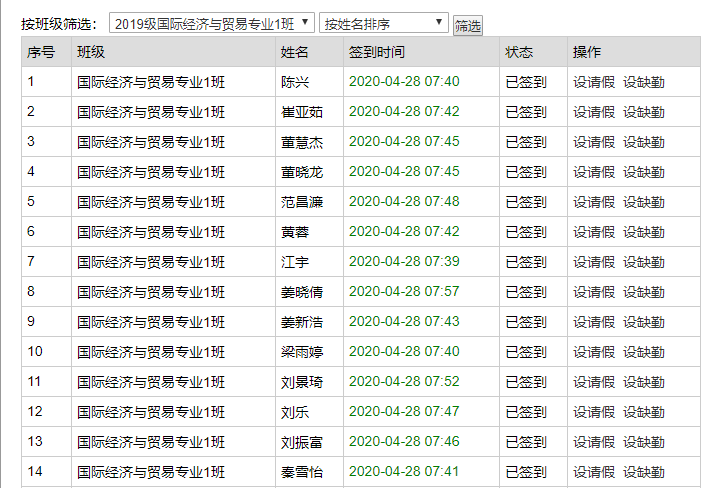 按班级筛选： 2019级国际经济与贸易专业1班 按姓名排序 筛选
序号 班级 姓名 签到时间 状态 操作
1 国际经济与贸易专业1班 陈兴 2020-04-28 07:40 已签到 设请假 设缺勤
2 国际经济与贸易专业1班 崔亚茹 2020-04-28 07:42 已签到 设请假 设缺勤
3 国际经济与贸易专业1班 董慧杰 2020-04-28 07:45 已签到 设请假 设缺勤
4 国际经济与贸易专业1班 董晓龙 2020-04-28 07:45 已签到 设请假 设缺勤
5 国际经济与贸易专业1班 范昌濂 2020-04-28 07:48 已签到 设请假 设缺勤
6 国际经济与贸易专业1班 黄蓉 2020-04-28 07:42 已签到 设请假 设缺勤
7 国际经济与贸易专业1班 江宇 2020-04-28 07:39 已签到 设请假 设缺勤
8 国际经济与贸易专业1班 姜晓倩 2020-04-28 07:57 已签到 设请假 设缺勤
9 国际经济与贸易专业1班 姜新浩 2020-04-28 07:43 已签到 设请假 设缺勤
10 国际经济与贸易专业1班 梁雨婷 2020-04-28 07:40 已签到 设请假 设缺勤
11 国际经济与贸易专业1班 刘景琦 2020-04-28 07:52 已签到 设请假 设缺勤
12 国际经济与贸易专业1班 刘乐 2020-04-28 07:47 已签到 设请假 设缺勤
13 国际经济与贸易专业1班 刘振富 2020-04-28 07:46 已签到 设请假 设缺勤
14 国际经济与贸易专业1班 秦雪怡 2020-04-28 07:41 已签到 设请假 设缺勤